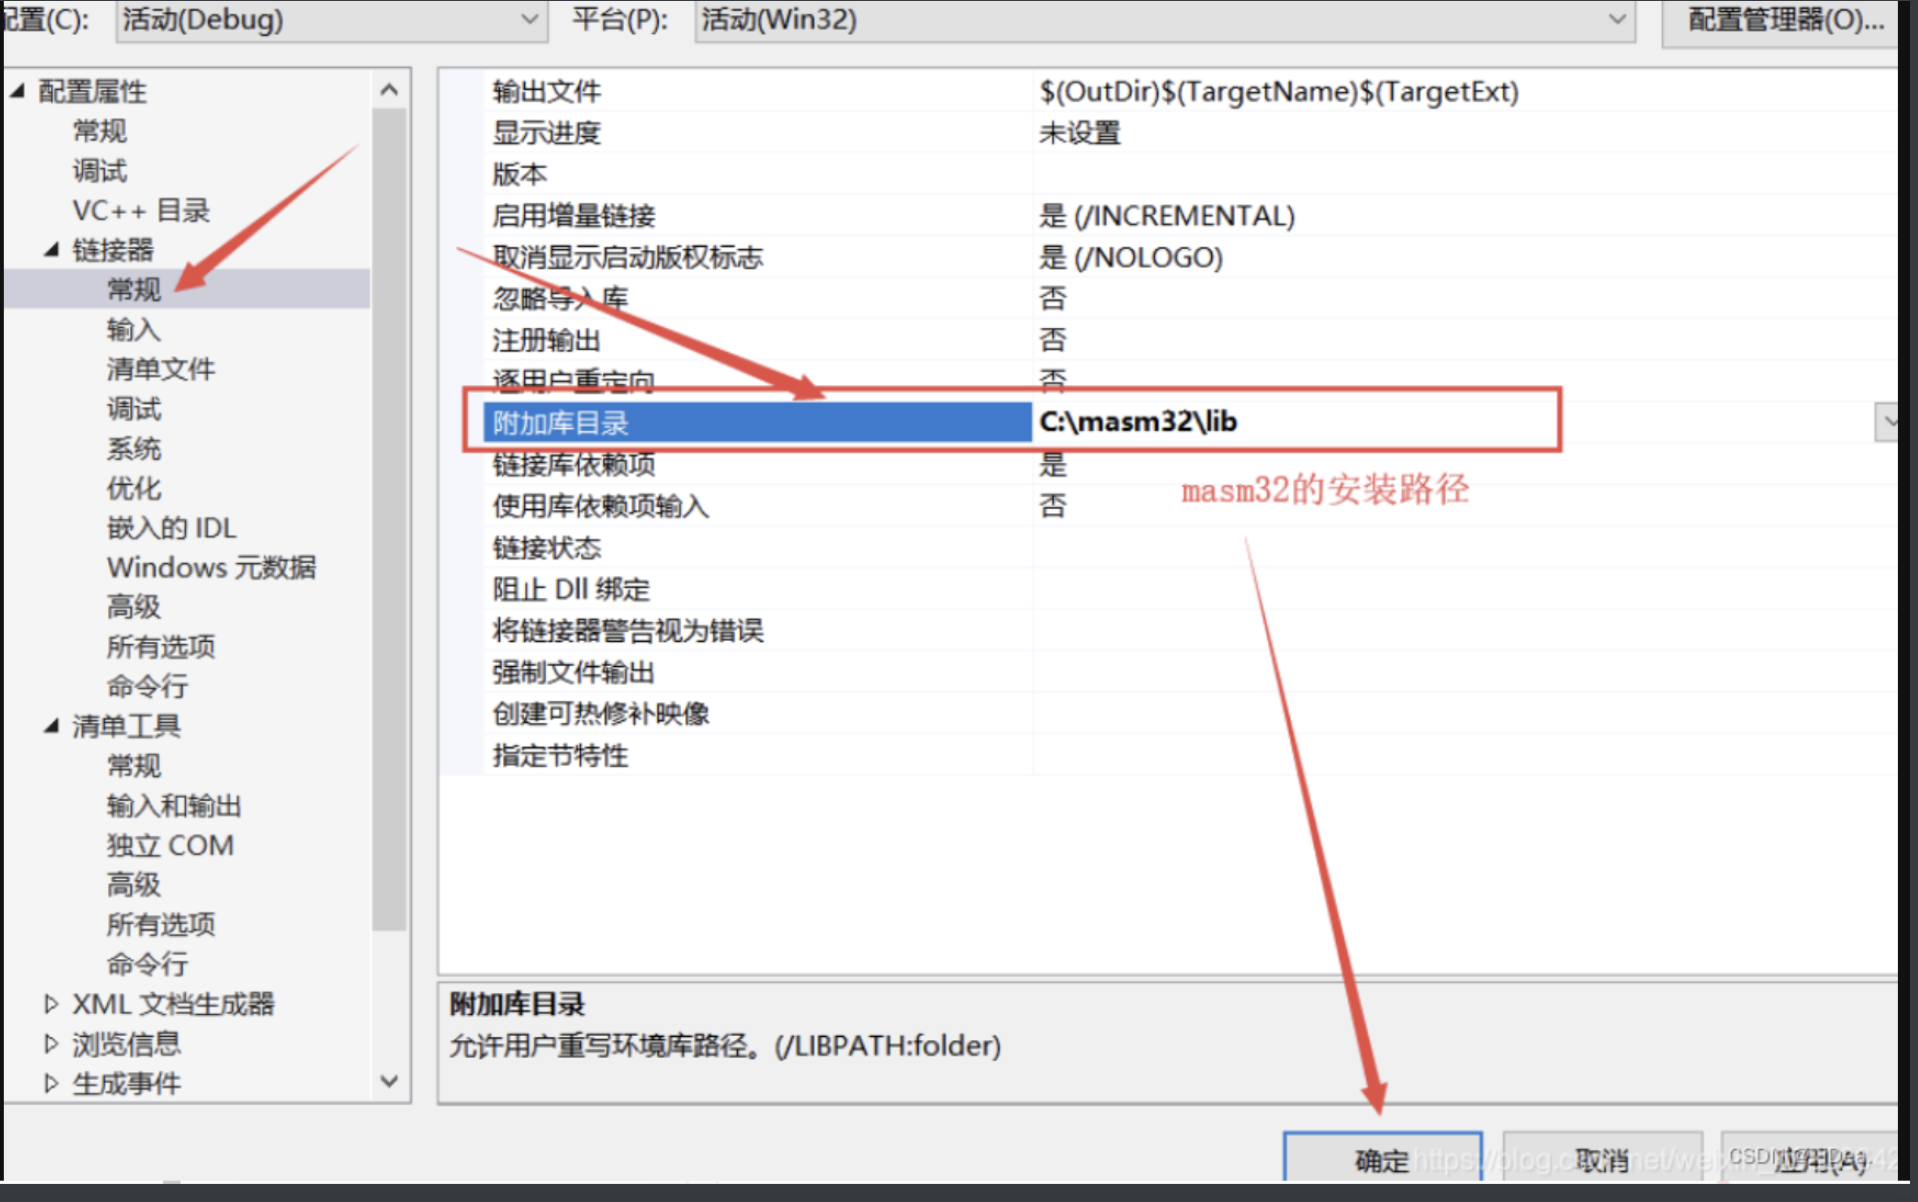 配置(C):
活动(Debug)
平台(P):
活动(Win32)
配置管理器(O)...
配置属性
常规
调试
VC++ 目录
链接器
常规
输入
清单文件
调试
系统
优化
嵌入的 IDL
Windows 元数据
高级
所有选项
命令行
清单工具
常规
输入和输出
独立 COM
高级
所有选项
命令行
XML 文档生成器
浏览信息
生成事件
输出文件 $(OutDir)$(TargetName)$(TargetExt)
显示进度 未设置
版本
启用增量链接 是 (/INCREMENTAL)
取消显示启动版权标志 是 (/NOLOGO)
忽略导入库 否
注册输出 否
逐用户重定向 否
附加库目录 C:\masm32\lib
链接库依赖项 是
使用库依赖项输入 否
masm32的安装路径
链接状态
阻止 Dll 绑定
将链接器警告视为错误
强制文件输出
创建可热修补映像
指定节特性
附加库目录
允许用户重写环境库路径。(/LIBPATH:folder)
确定
取消
应用(A)